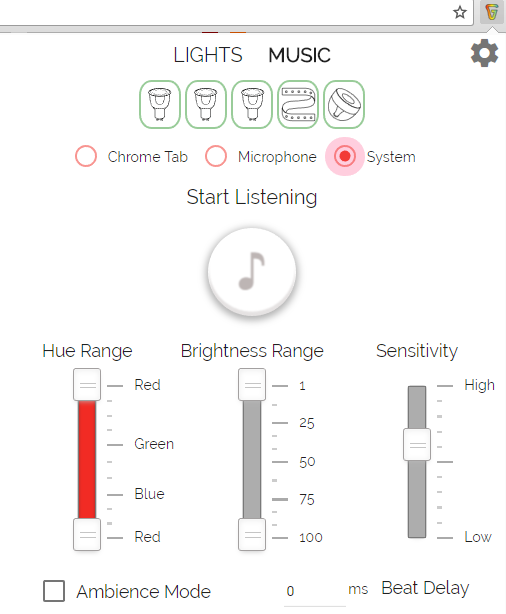 LIGHTS MUSIC
Chrome Tab Microphone System
Start Listening
Hue Range Brightness Range Sensitivity
Red 1 High
25
Green
50
Blue 75
Red 100 Low
Ambience Mode 0 ms Beat Delay